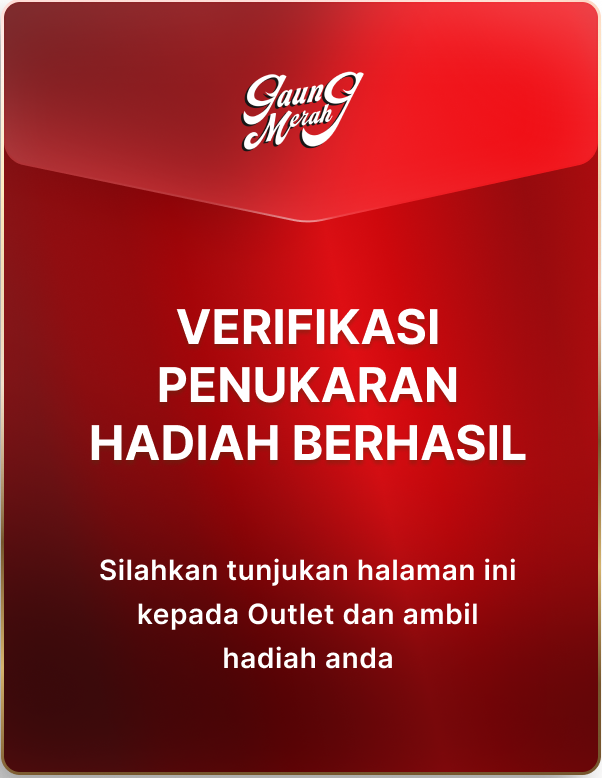 Gaung
Merah
VERIFIKASI
PENUKARAN
HADIAH BERHASIL
Silahkan tunjukan halaman ini
kepada Outlet dan ambil
hadiah anda